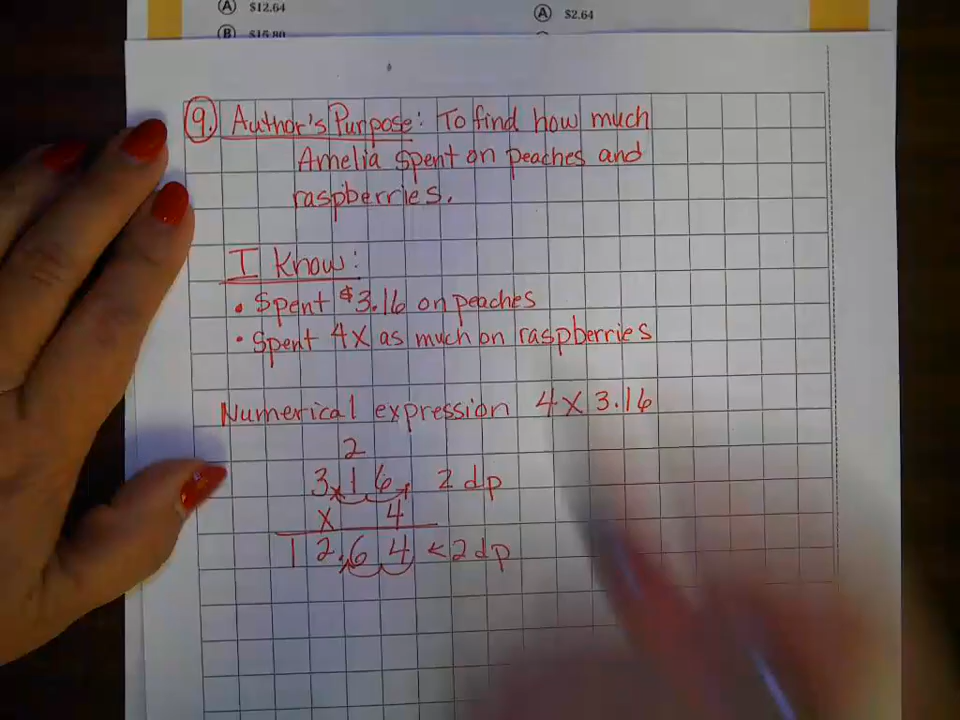 Ⓐ $12.64
Ⓐ $2.64
Ⓑ $15.80
9. Author's Purpose: To find how much
Amelia spent on peaches and
raspberries.
I Know:
• Spent $3.16 on peaches
• Spent 4x as much on raspberries
Numerical expression 4 x 3.16
2
3.16 2 dp
x 4
12.64 < 2 dp